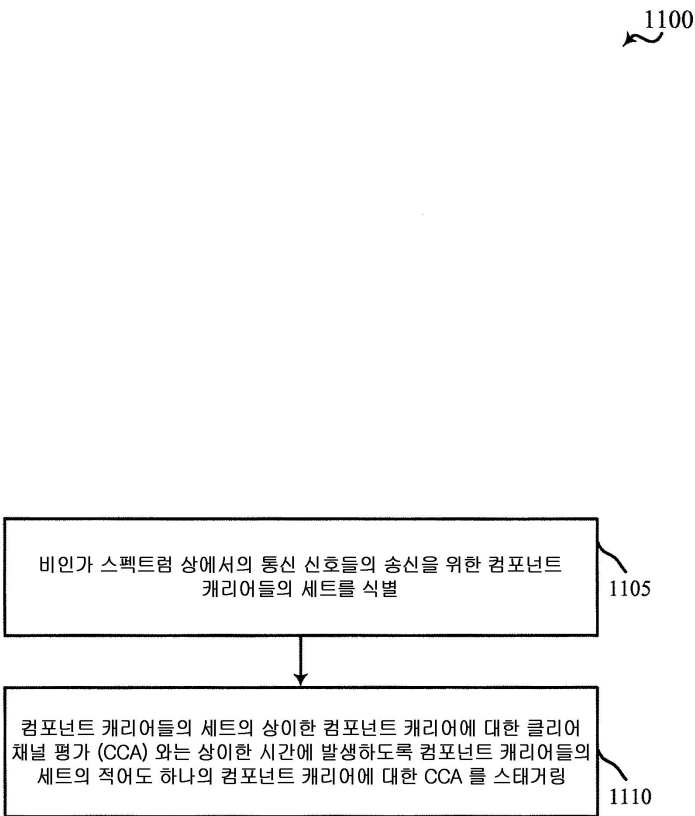 1100
비인가 스펙트럼 상에서의 통신 신호들의 송신을 위한 컴포넌트
캐리어들의 세트를 식별
1105
컴포넌트 캐리어들의 세트의 상이한 컴포넌트 캐리어에 대한 클리어
채널 평가 (CCA) 와는 상이한 시간에 발생하도록 컴포넌트 캐리어들의
세트의 적어도 하나의 컴포넌트 캐리어에 대한 CCA 를 스태거링
1110